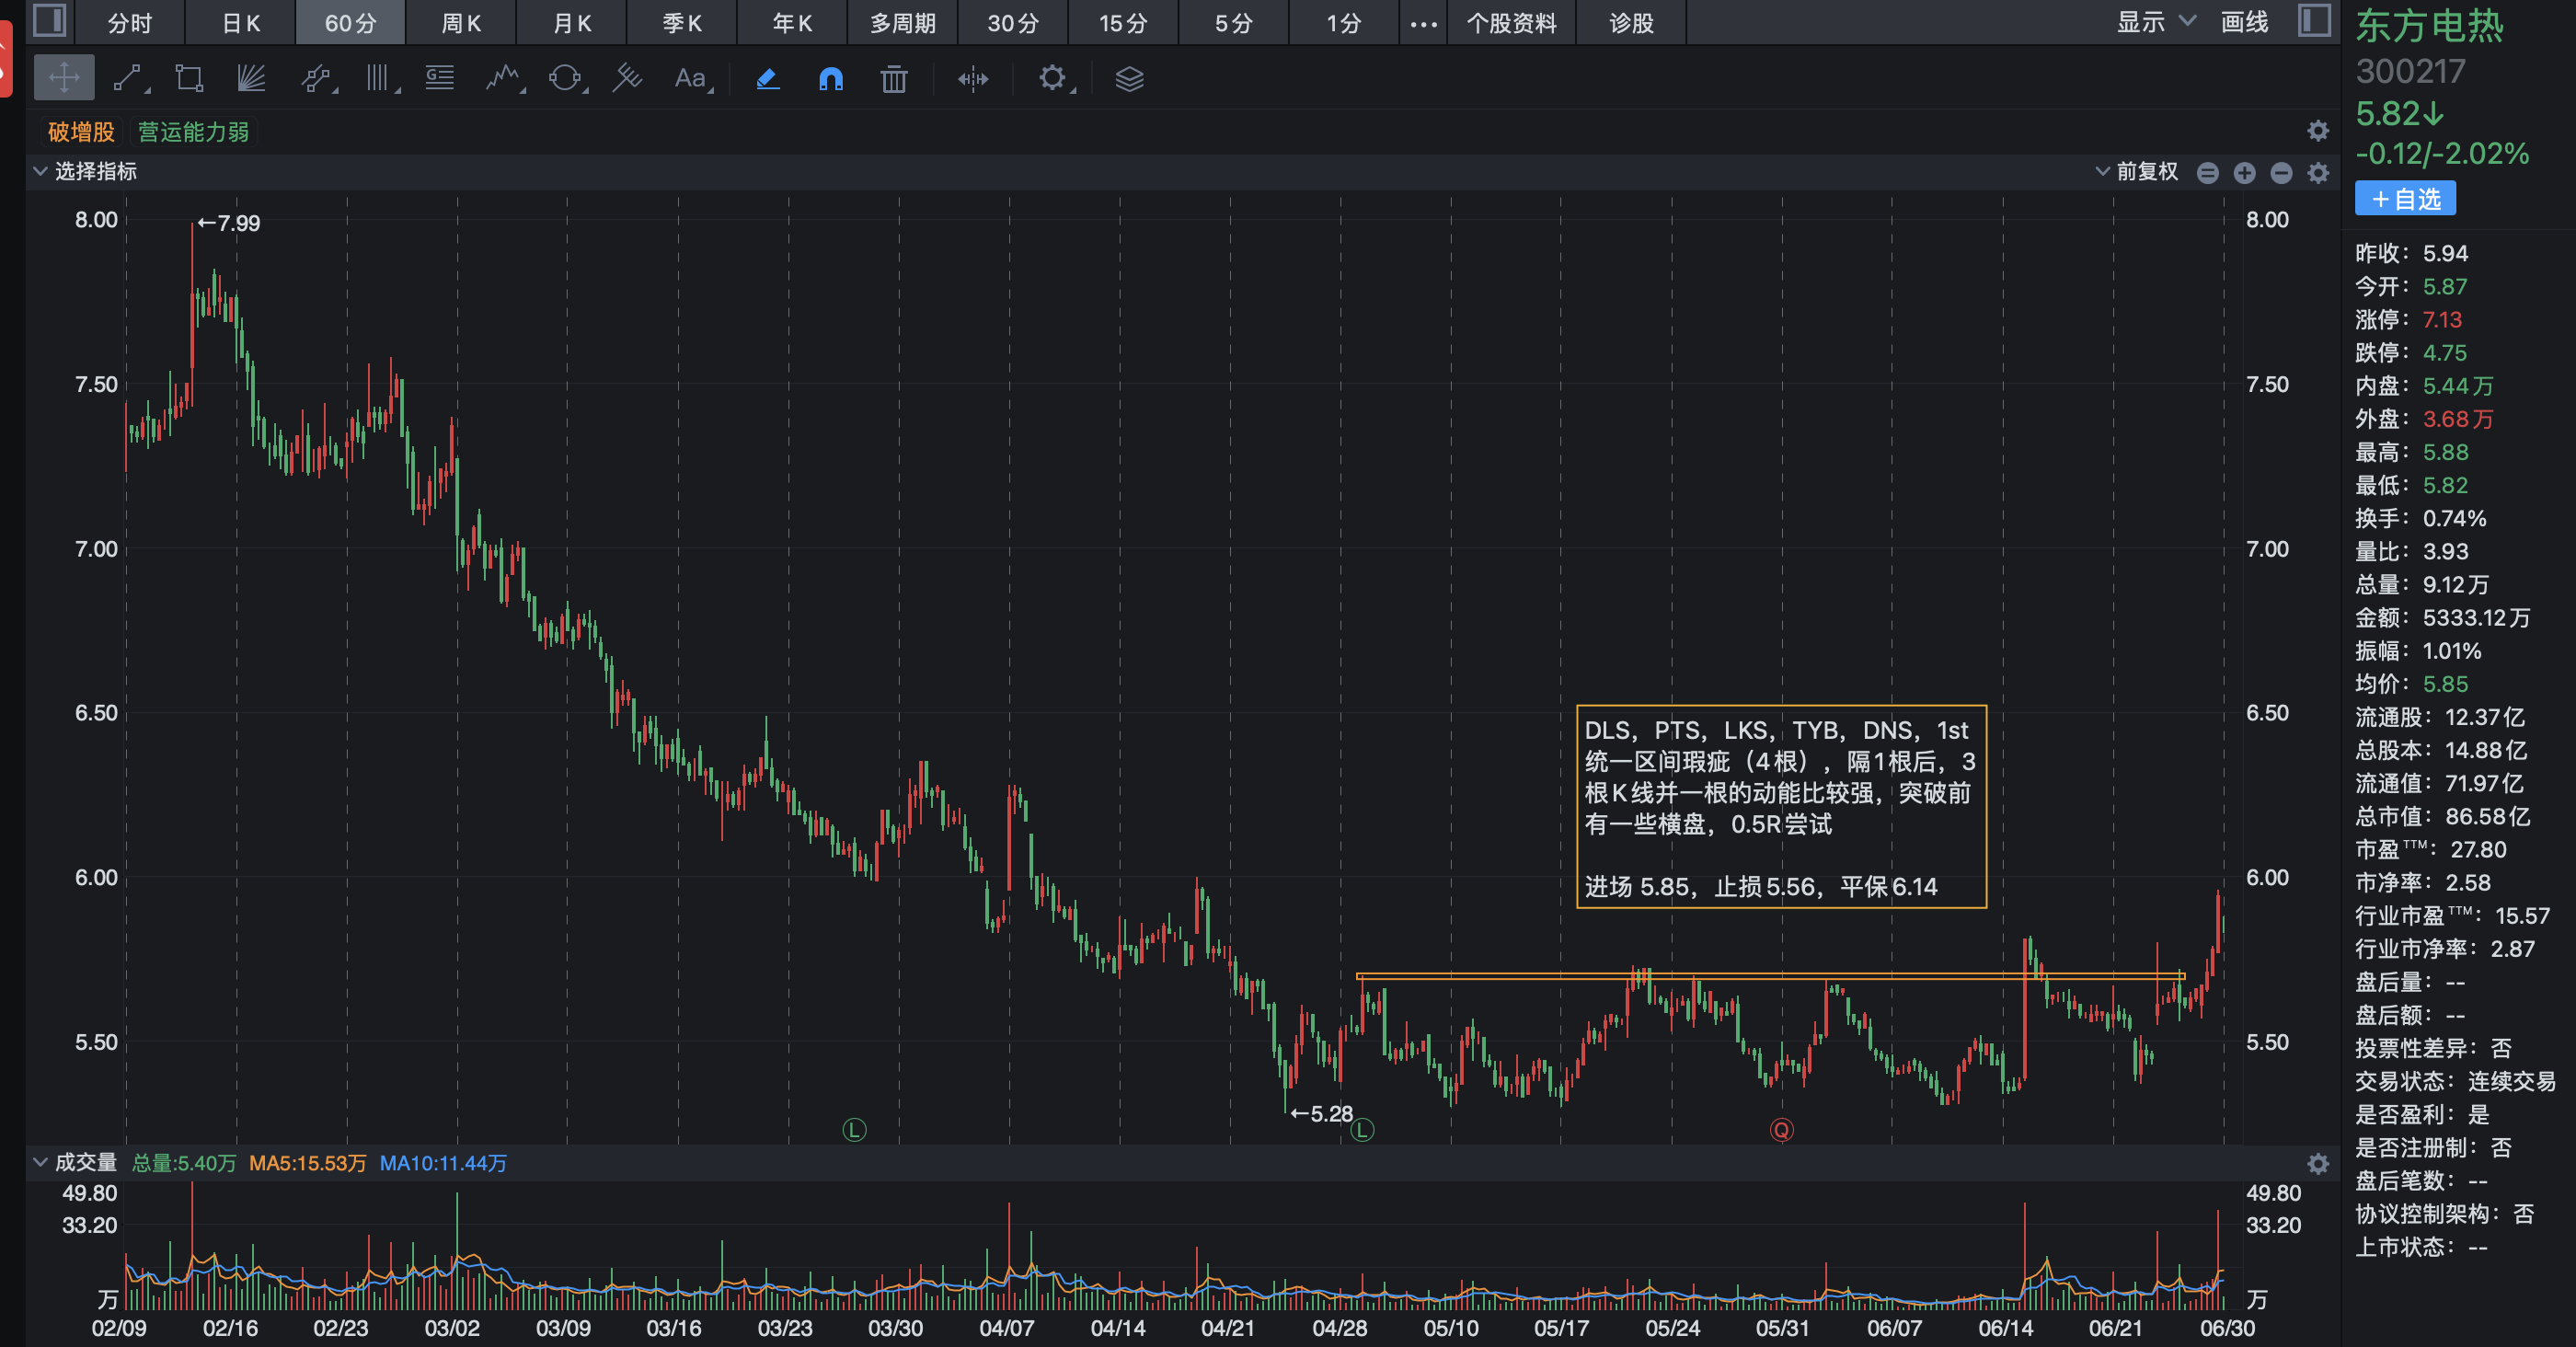 分时 日K 60分 周K 月K 季K 年K 多周期 30分 15分 5分 1分 ... 个股资料 诊股 显示 画线
Aa
破增股 营运能力弱
选择指标 前复权
8.00 8.00
←7.99
7.50 7.50
7.00 7.00
6.50 6.50
DLS，PTS，LKS，TYB，DNS，1st
统一区间瑕疵（4根），隔1根后，3
根K线并一根的动能比较强，突破前
有一些横盘，0.5R尝试
进场 5.85，止损5.56，平保6.14
6.00 6.00
5.50 5.50
←5.28
L L Q
成交量 总量:5.40万 MA5:15.53万 MA10:11.44万
49.80 49.80
33.20 33.20
万 万
02/09 02/16 02/23 03/02 03/09 03/16 03/23 03/30 04/07 04/14 04/21 04/28 05/10 05/17 05/24 05/31 06/07 06/14 06/21 06/30
东方电热
300217
5.82↓
-0.12/-2.02%
＋自选
昨收：5.94
今开：5.87
涨停：7.13
跌停：4.75
内盘：5.44万
外盘：3.68万
最高：5.88
最低：5.82
换手：0.74%
量比：3.93
总量：9.12万
金额：5333.12万
振幅：1.01%
均价：5.85
流通股：12.37亿
总股本：14.88亿
流通值：71.97亿
总市值：86.58亿
市盈TTM：27.80
市净率：2.58
行业市盈TTM：15.57
行业市净率：2.87
盘后量：--
盘后额：--
投票性差异：否
交易状态：连续交易
是否盈利：是
是否注册制：否
盘后笔数：--
协议控制架构：否
上市状态：--